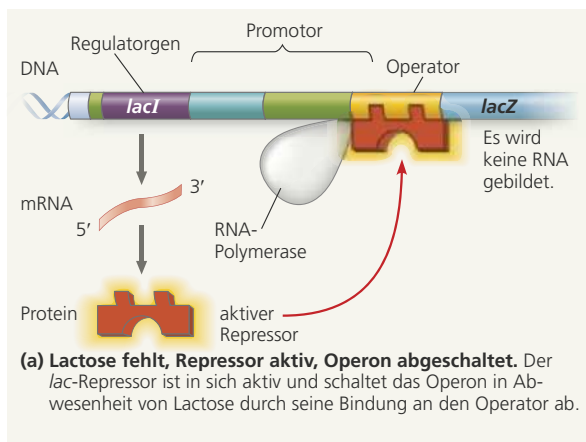 Regulatorgen
Promotor
DNA
Operator
lacI
lacZ
Es wird
keine RNA
gebildet.
mRNA
3′
5′
RNA-
Polymerase
Protein
aktiver
Repressor
(a) Lactose fehlt, Repressor aktiv, Operon abgeschaltet. Der
lac-Repressor ist in sich aktiv und schaltet das Operon in Ab-
wesenheit von Lactose durch seine Bindung an den Operator ab.